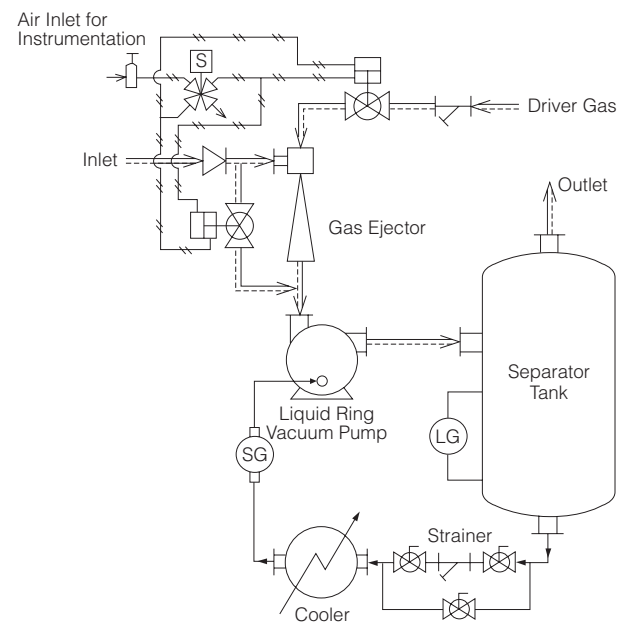 Air Inlet for
Instrumentation
S
Driver Gas
Inlet
Outlet
Gas Ejector
Separator
Tank
Liquid Ring
Vacuum Pump
LG
SG
Strainer
Cooler